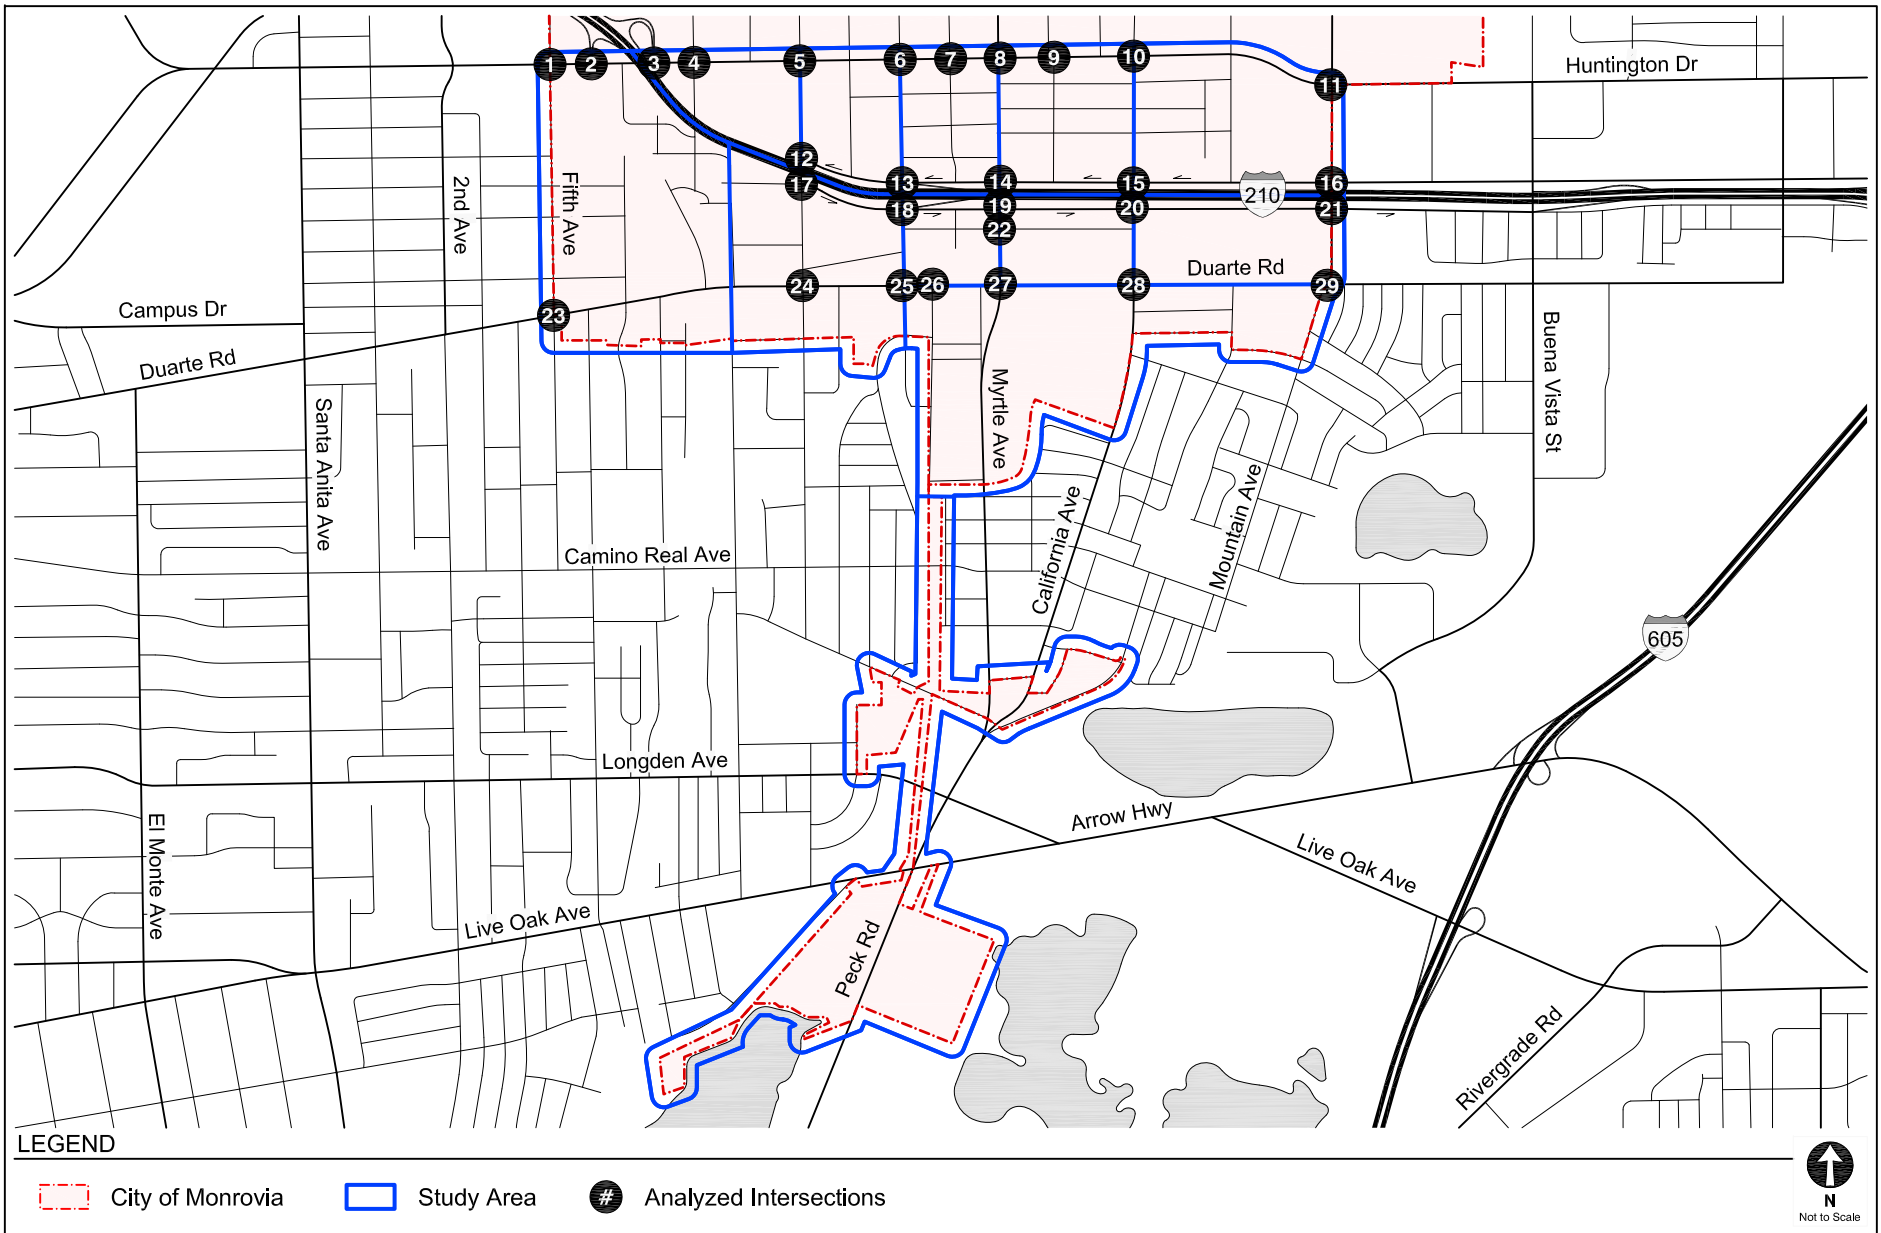 1
2
3
4
5
6
7
8
9
10
11
Huntington Dr
12
13
14
15
16
17
18
19
20
21
210
22
2nd Ave
Fifth Ave
Duarte Rd
23
24
25
26
27
28
29
Campus Dr
Duarte Rd
Santa Anita Ave
Myrtle Ave
Buena Vista St
California Ave
Mountain Ave
Camino Real Ave
605
Longden Ave
Arrow Hwy
El Monte Ave
Live Oak Ave
Live Oak Ave
Peck Rd
Rivergrade Rd
LEGEND
City of Monrovia
Study Area
# Analyzed Intersections
N
Not to Scale